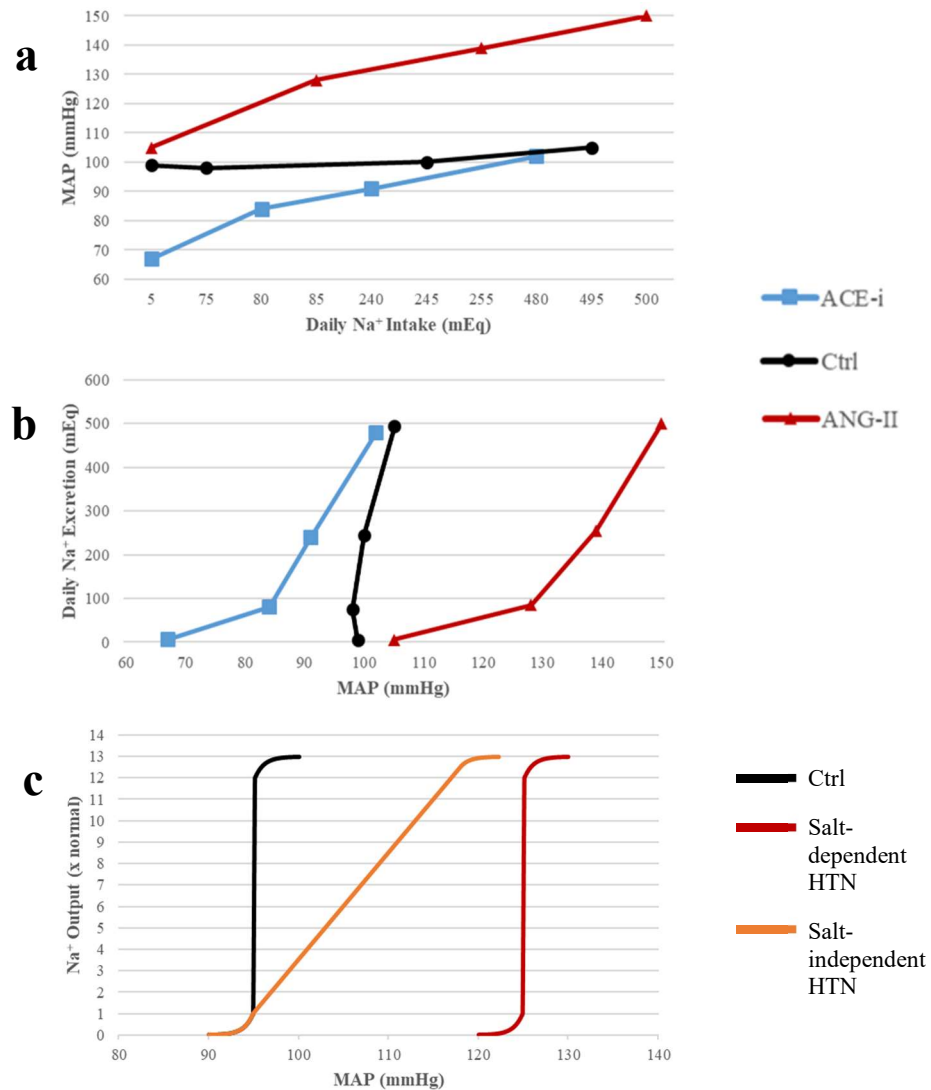 a
150
140
130
120
110
100
90
80
70
60
MAP (mmHg)
5 75 80 85 240 245 255 480 495 500
Daily Na⁺ Intake (mEq)
ACE-i
Ctrl
ANG-II
b
600
500
400
300
200
100
0
Daily Na⁺ Excretion (mEq)
60 70 80 90 100 110 120 130 140 150
MAP (mmHg)
c
14
13
12
11
10
9
8
7
6
5
4
3
2
1
0
Na⁺ Output (x normal)
80 90 100 110 120 130 140
MAP (mmHg)
Ctrl
Salt-
dependent
HTN
Salt-
independent
HTN